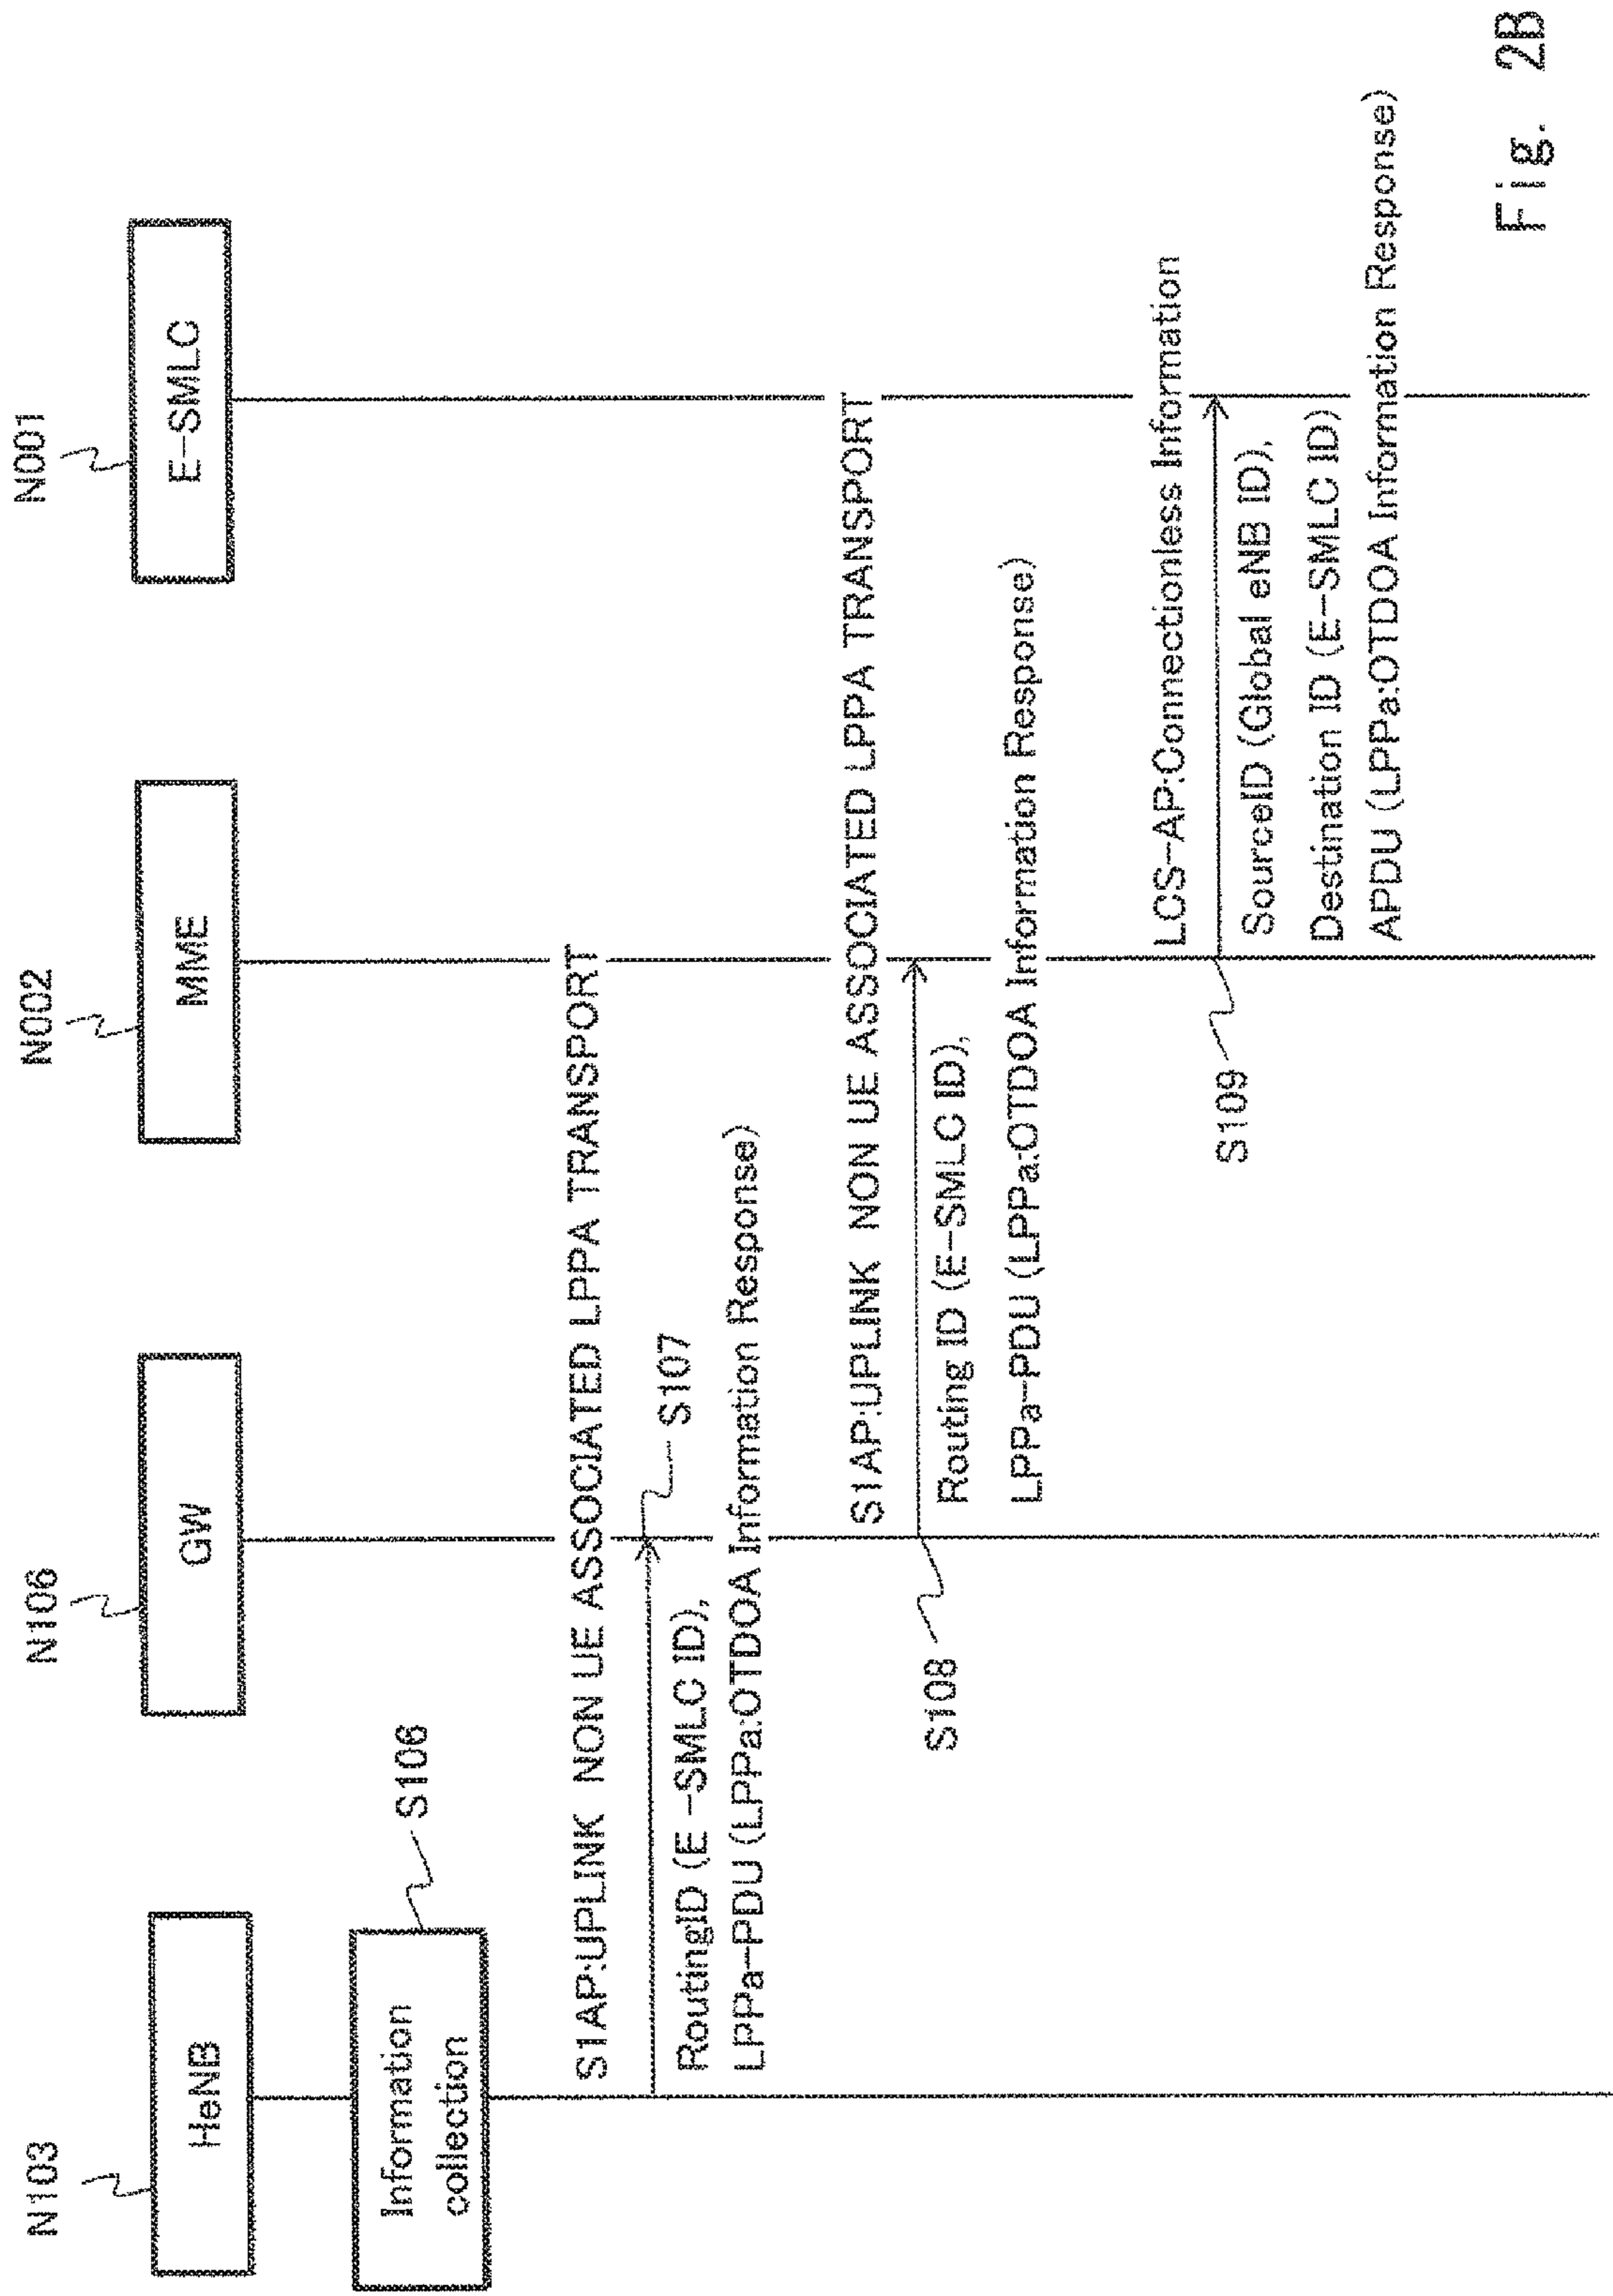 N103
N106
N002
N001
HeNB
GW
MME
E-SMLC
Information
collection
S106
S1AP:UPLINK NON UE ASSOCIATED LPPA TRANSPORT
S107
RoutingID (E -SMLC ID),
LPPa-PDU (LPPa:OTDOA Information Response)
S1AP:UPLINK NON UE ASSOCIATED LPPA TRANSPORT
S108
Routing ID (E-SMLC ID),
LPPa-PDU (LPPa:OTDOA Information Response)
LCS-AP:Connectionless Information
S109
SourceID (Global eNB ID),
Destination ID (E-SMLC ID)
APDU (LPPa:OTDOA Information Response)
Fig. 2B